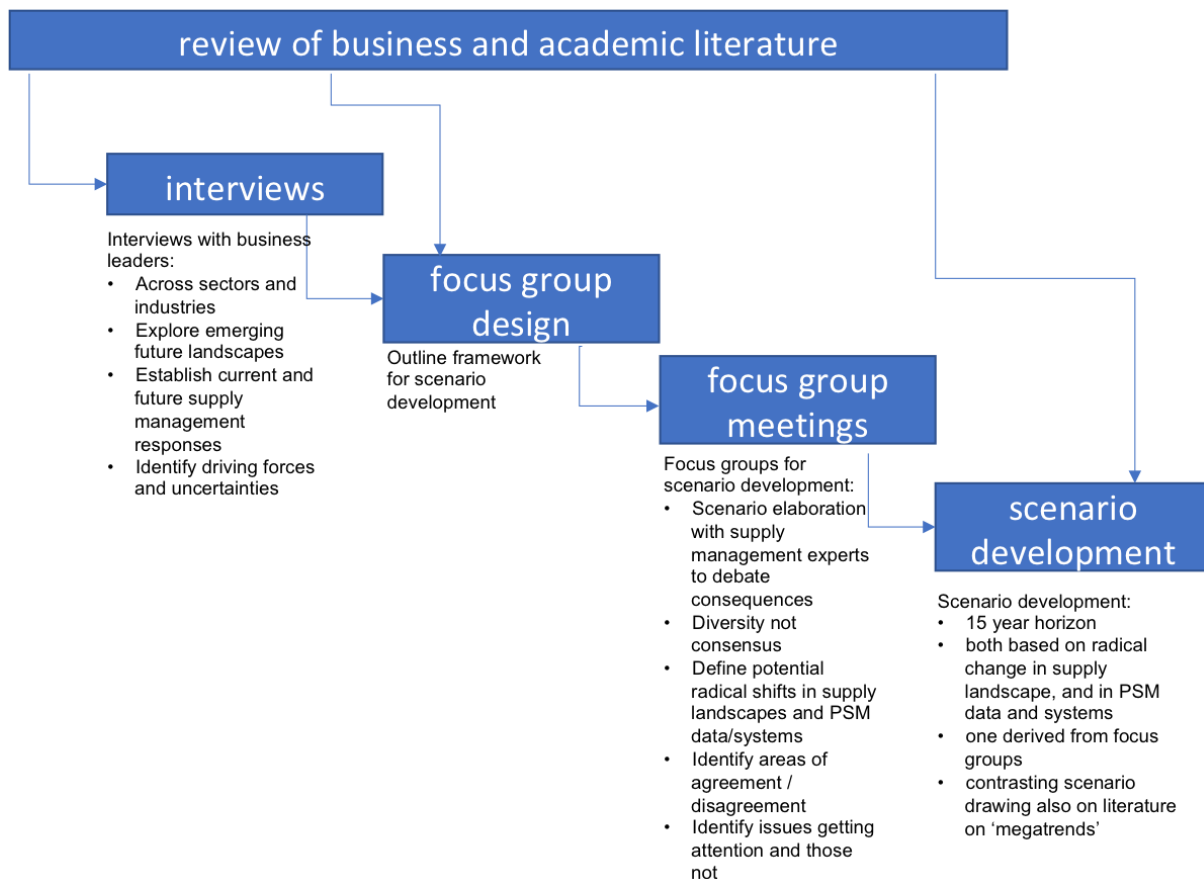 review of business and academic literature
interviews
Interviews with business
leaders:
• Across sectors and
industries
• Explore emerging
future landscapes
• Establish current and
future supply
management
responses
• Identify driving forces
and uncertainties
focus group
design
Outline framework
for scenario
development
focus group
meetings
Focus groups for
scenario development:
• Scenario elaboration
with supply
management experts
to debate
consequences
• Diversity not
consensus
• Define potential
radical shifts in supply
landscapes and PSM
data/systems
• Identify areas of
agreement /
disagreement
• Identify issues getting
attention and those
not
scenario
development
Scenario development:
• 15 year horizon
• both based on radical
change in supply
landscape, and in PSM
data and systems
• one derived from focus
groups
• contrasting scenario
drawing also on literature
on ‘megatrends’